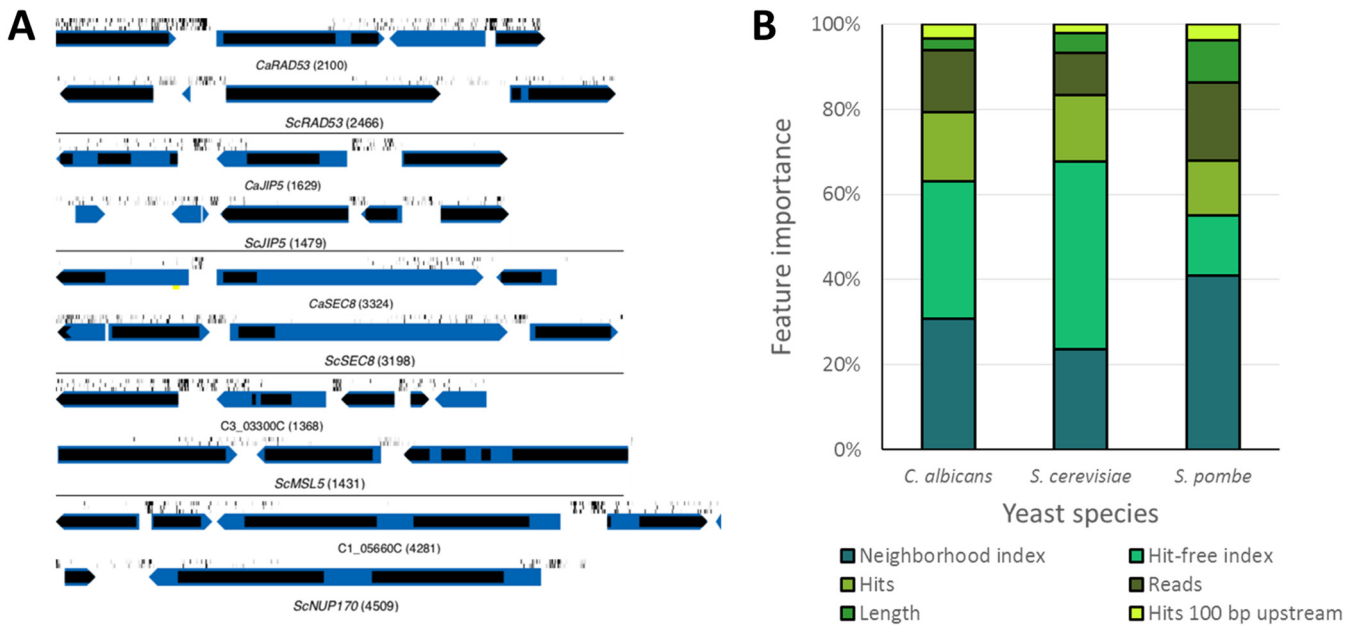 A
CaRAD53 (2100)
ScRAD53 (2466)
CaJIP5 (1629)
ScJIP5 (1479)
CaSEC8 (3324)
ScSEC8 (3198)
C3_03300C (1368)
ScMSL5 (1431)
C1_05660C (4281)
ScNUP170 (4509)
B
Feature importance
100%
80%
60%
40%
20%
0%
C. albicans S. cerevisiae S. pombe
Yeast species
Neighborhood index Hit-free index
Hits Reads
Length Hits 100 bp upstream